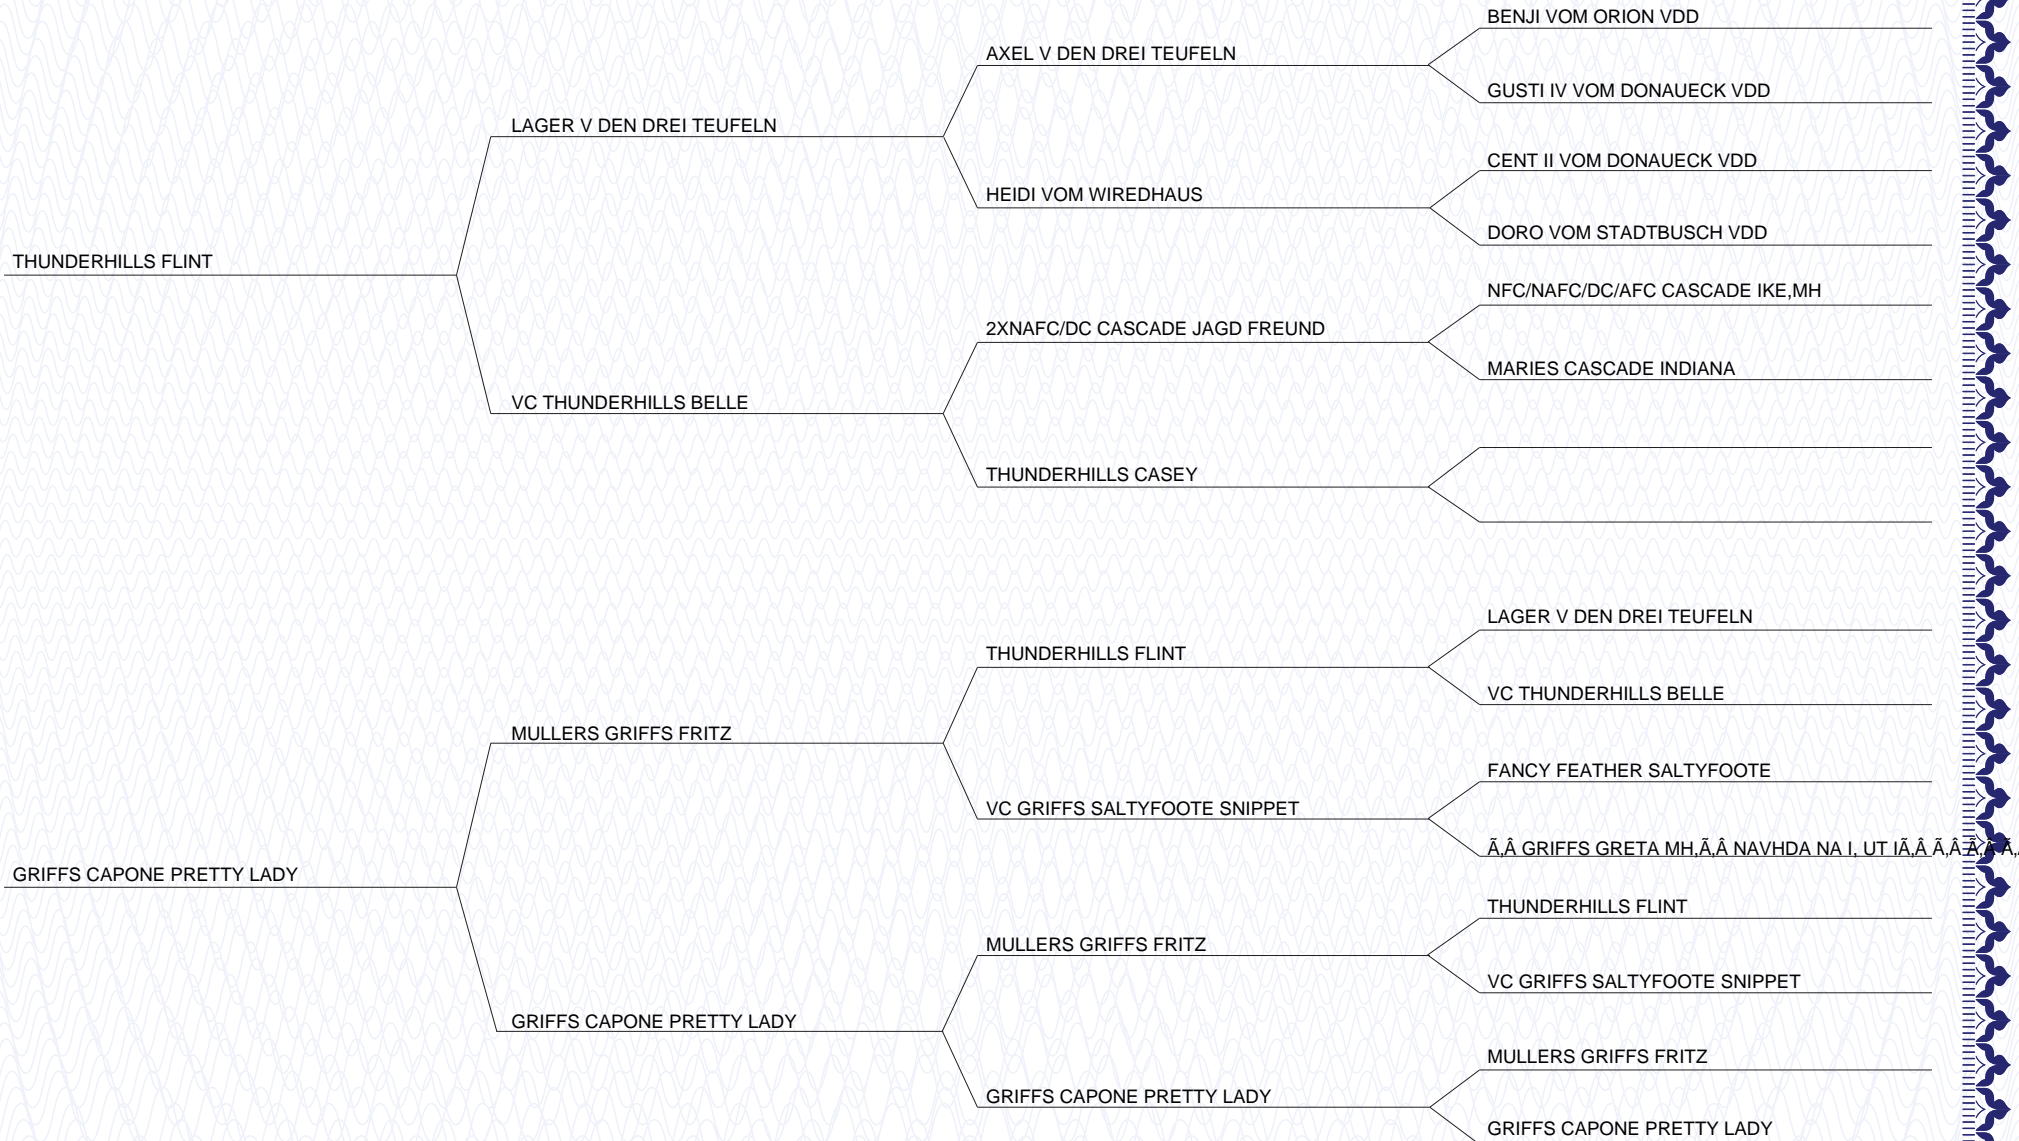 BENJI VOM ORION VDD
AXEL V DEN DREI TEUFELN
GUSTI IV VOM DONAUECK VDD
LAGER V DEN DREI TEUFELN
CENT II VOM DONAUECK VDD
HEIDI VOM WIREDHAUS
DORO VOM STADTBUSCH VDD
THUNDERHILLS FLINT
NFC/NAFC/DC/AFC CASCADE IKE,MH
2XNAFC/DC CASCADE JAGD FREUND
MARIES CASCADE INDIANA
VC THUNDERHILLS BELLE
THUNDERHILLS CASEY
LAGER V DEN DREI TEUFELN
THUNDERHILLS FLINT
VC THUNDERHILLS BELLE
MULLERS GRIFFS FRITZ
FANCY FEATHER SALTYFOOTE
VC GRIFFS SALTYFOOTE SNIPPET
Ã,Â GRIFFS GRETA MH,Ã,Â NAVHDA NA I, UT IÃ,Â Ã,Â Ã,Â Ã,
GRIFFS CAPONE PRETTY LADY
THUNDERHILLS FLINT
MULLERS GRIFFS FRITZ
VC GRIFFS SALTYFOOTE SNIPPET
GRIFFS CAPONE PRETTY LADY
MULLERS GRIFFS FRITZ
GRIFFS CAPONE PRETTY LADY
GRIFFS CAPONE PRETTY LADY